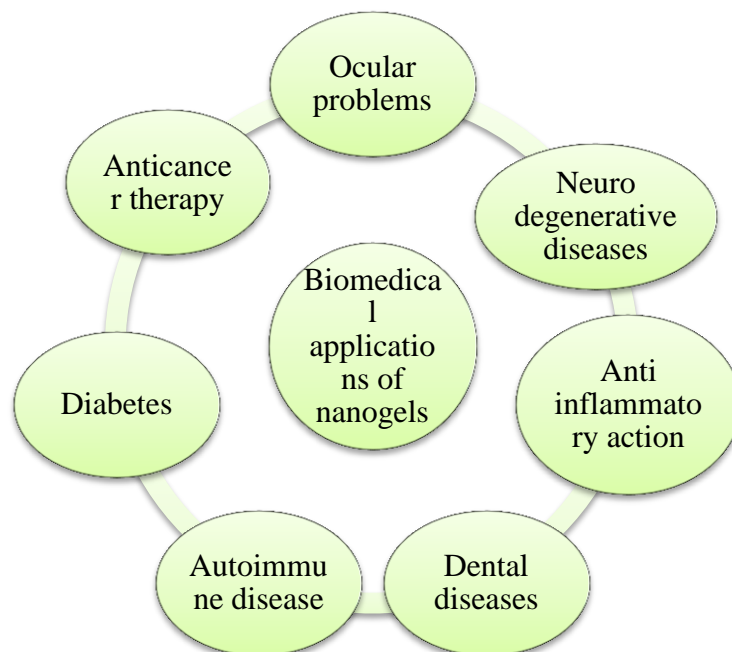 Ocular
problems
Neuro
degenerative
diseases
Anti
inflammato
ry action
Dental
diseases
Autoimmu
ne disease
Diabetes
Anticance
r therapy
Biomedica
l
applicatio
ns of
nanogels